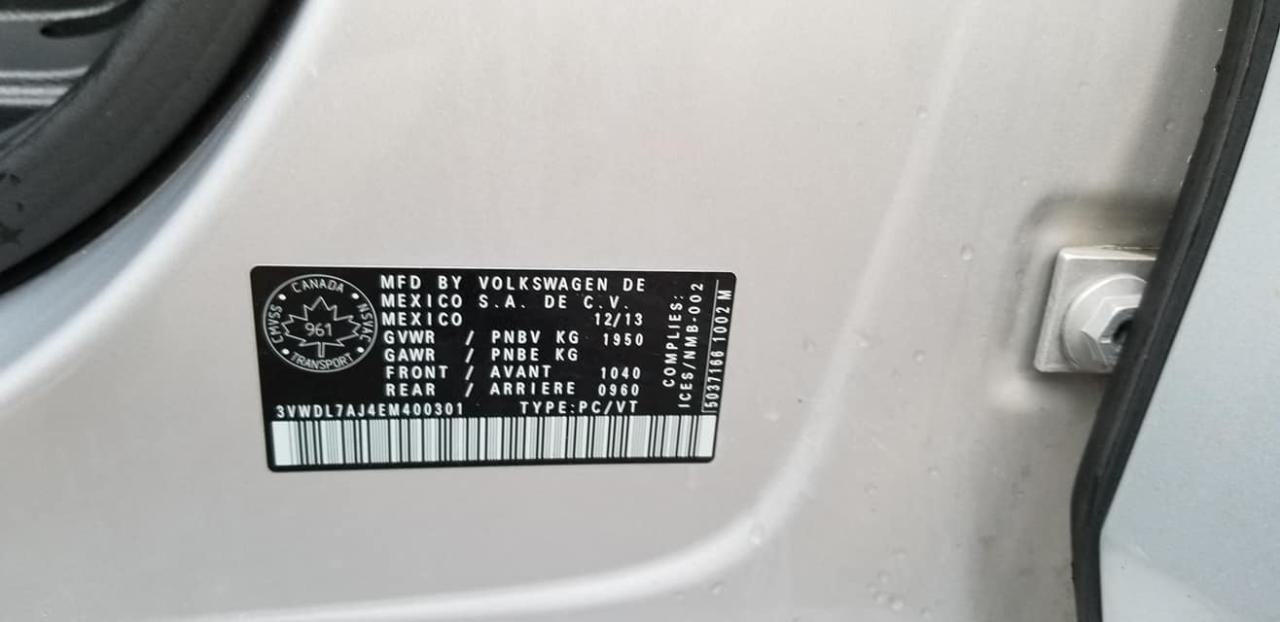 CANADA
CMVSS
NSVAC
961
TRANSPORT
MFD BY VOLKSWAGEN DE
MEXICO S.A. DE C.V.
MEXICO 12/13
GVWR / PNBV KG 1950
GAWR / PNBE KG
FRONT / AVANT 1040
REAR / ARRIERE 0960
3VWDL7AJ4EM400301 TYPE:PC/VT
COMPLIES:
ICES/NMB-002
5037166 1002 M